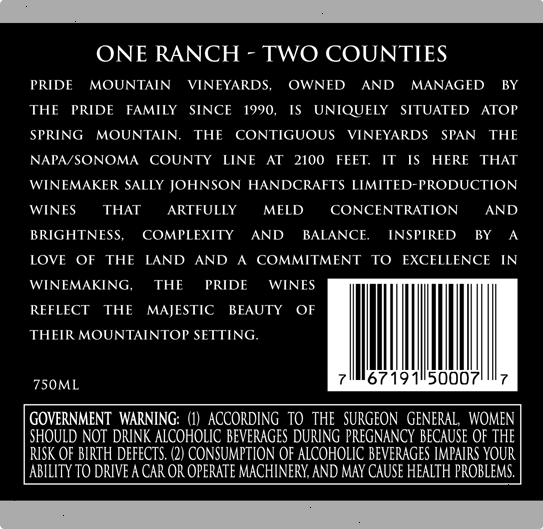 ONE RANCH - TWO COUNTIES
PRIDE MOUNTAIN VINEYARDS, OWNED AND MANAGED BY
THE PRIDE FAMILY SINCE 1990, IS UNIQUELY SITUATED ATOP
SPRING MOUNTAIN. THE CONTIGUOUS VINEYARDS SPAN THE
NAPA/SONOMA COUNTY LINE AT 2100 FEET. IT IS HERE THAT
WINEMAKER SALLY JOHNSON HANDCRAFTS LIMITED-PRODUCTION
WINES THAT ARTFULLY MELD CONCENTRATION AND
BRIGHTNESS, COMPLEXITY AND BALANCE. INSPIRED BY A
LOVE OF THE LAND AND A COMMITMENT TO EXCELLENCE IN
WINEMAKING, THE PRIDE WINES
REFLECT THE MAJESTIC BEAUTY OF
THEIR MOUNTAINTOP SETTING.
7 67191 50007 7
750ML
GOVERNMENT WARNING: (1) ACCORDING TO THE SURGEON GENERAL, WOMEN
SHOULD NOT DRINK ALCOHOLIC BEVERAGES DURING PREGNANCY BECAUSE OF THE
RISK OF BIRTH DEFECTS. (2) CONSUMPTION OF ALCOHOLIC BEVERAGES IMPAIRS YOUR
ABILITY TO DRIVE A CAR OR OPERATE MACHINERY, AND MAY CAUSE HEALTH PROBLEMS.